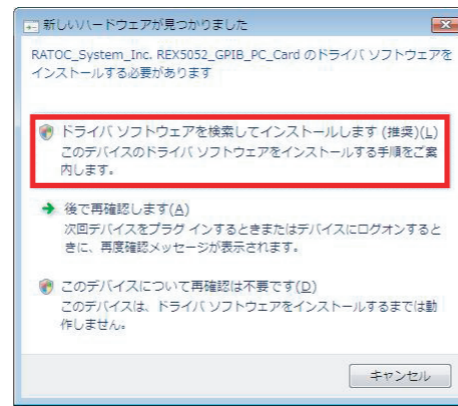 新しいハードウェアが見つかりました
RATOC_System_Inc. REX5052_GPIB_PC_Card のドライバ ソフトウェアを
インストールする必要があります
ドライバ ソフトウェアを検索してインストールします (推奨)(L)
このデバイスのドライバ ソフトウェアをインストールする手順をご案
内します。
後で再確認します(A)
次回デバイスをプラグ インするときまたはデバイスにログオンすると
きに、再度確認メッセージが表示されます。
このデバイスについて再確認は不要です(D)
このデバイスは、ドライバ ソフトウェアをインストールするまでは動
作しません。
キャンセル